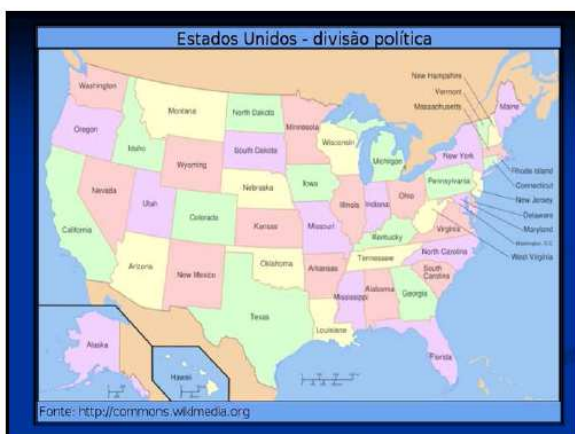 Estados Unidos - divisão política
New Hampshire
Vermont
Massachusetts
Washington
Montana
North Dakota
Minnesota
Maine
Oregon
Idaho
Wyoming
South Dakota
Wisconsin
Michigan
New York
Rhode Island
Connecticut
New Jersey
Delaware
Maryland
Washington, D.C.
West Virginia
Nevada
Utah
Colorado
Nebraska
Iowa
Illinois
Indiana
Ohio
Pennsylvania
California
Kansas
Missouri
Kentucky
Virginia
Arizona
New Mexico
Oklahoma
Arkansas
Tennessee
North Carolina
South
Carolina
Texas
Louisiana
Mississippi
Alabama
Georgia
Florida
Alaska
Hawaii
Fonte: http://commons.wikimedia.org